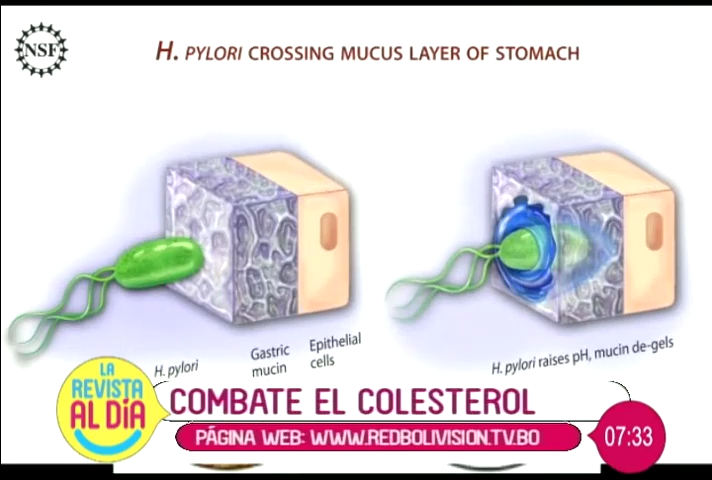 NSF
H. PYLORI CROSSING MUCUS LAYER OF STOMACH
H. pylori
Gastric
mucin
Epithelial
cells
H. pylori raises pH, mucin de-gels
LA
REVISTA
AL DÍA
COMBATE EL COLESTEROL
PÁGINA WEB: WWW.REDBOLIVISION.TV.BO
07:33